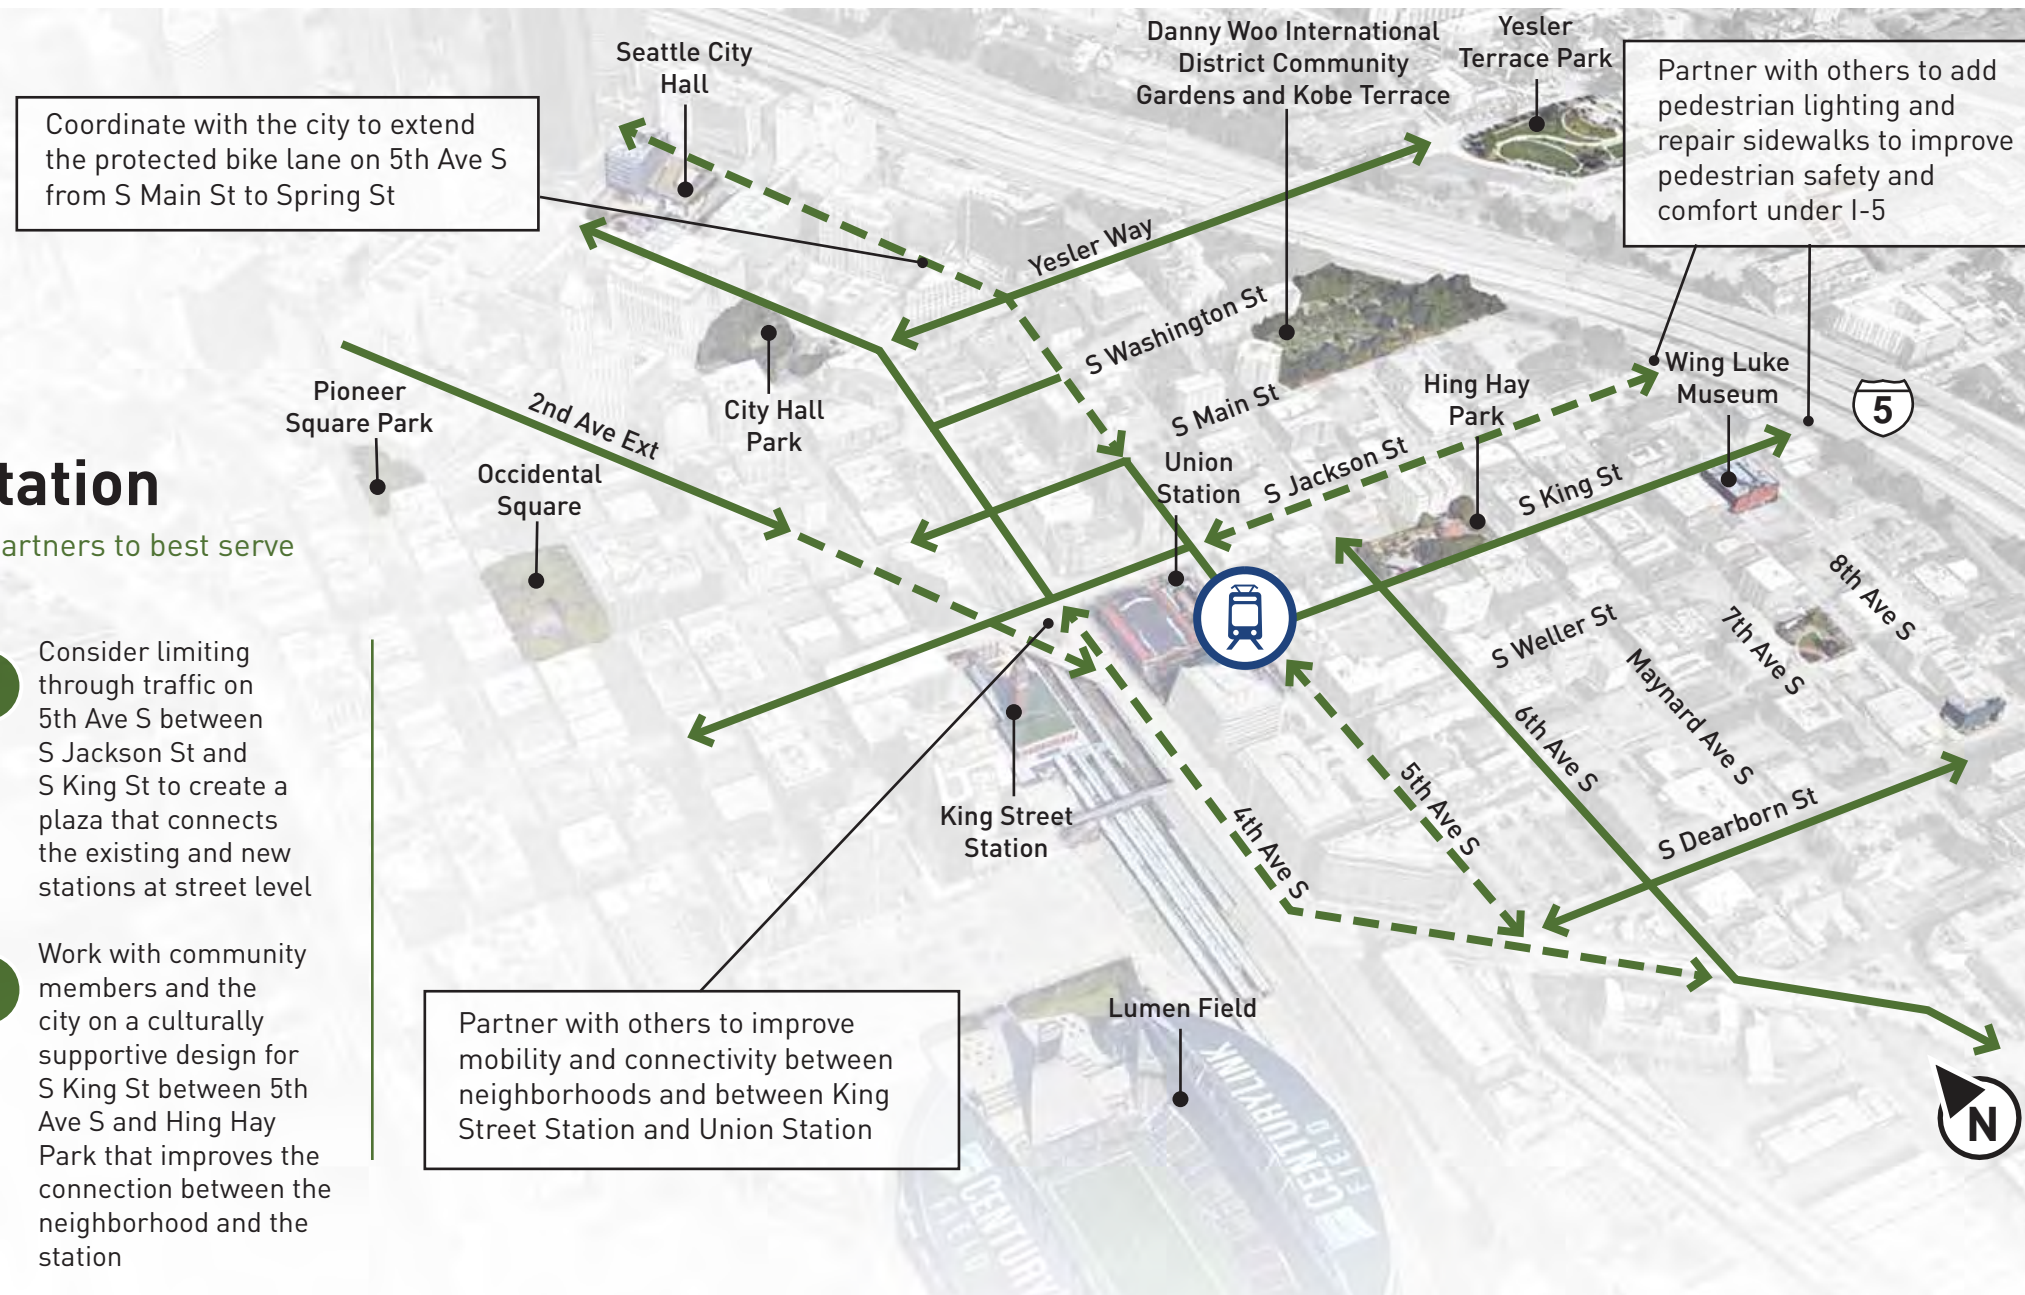 Seattle City
Hall
Danny Woo International
District Community
Gardens and Kobe Terrace
Yesler
Terrace Park
Coordinate with the city to extend
the protected bike lane on 5th Ave S
from S Main St to Spring St
Partner with others to add
pedestrian lighting and
repair sidewalks to improve
pedestrian safety and
comfort under I-5
Yesler Way
S Washington St
S Main St
S Jackson St
Pioneer
Square Park
2nd Ave Ext
City Hall
Park
Occidental
Square
Union
Station
Hing Hay
Park
Wing Luke
Museum
5
S King St
tation
artners to best serve
8th Ave S
7th Ave S
S Weller St
Maynard Ave S
6th Ave S
5th Ave S
4th Ave S
S Dearborn St
King Street
Station
Consider limiting
through traffic on
5th Ave S between
S Jackson St and
S King St to create a
plaza that connects
the existing and new
stations at street level
Work with community
members and the
city on a culturally
supportive design for
S King St between 5th
Ave S and Hing Hay
Park that improves the
connection between the
neighborhood and the
station
Partner with others to improve
mobility and connectivity between
neighborhoods and between King
Street Station and Union Station
Lumen Field
CENTURYLINK
FIELD
CENTURY
FIELD
N